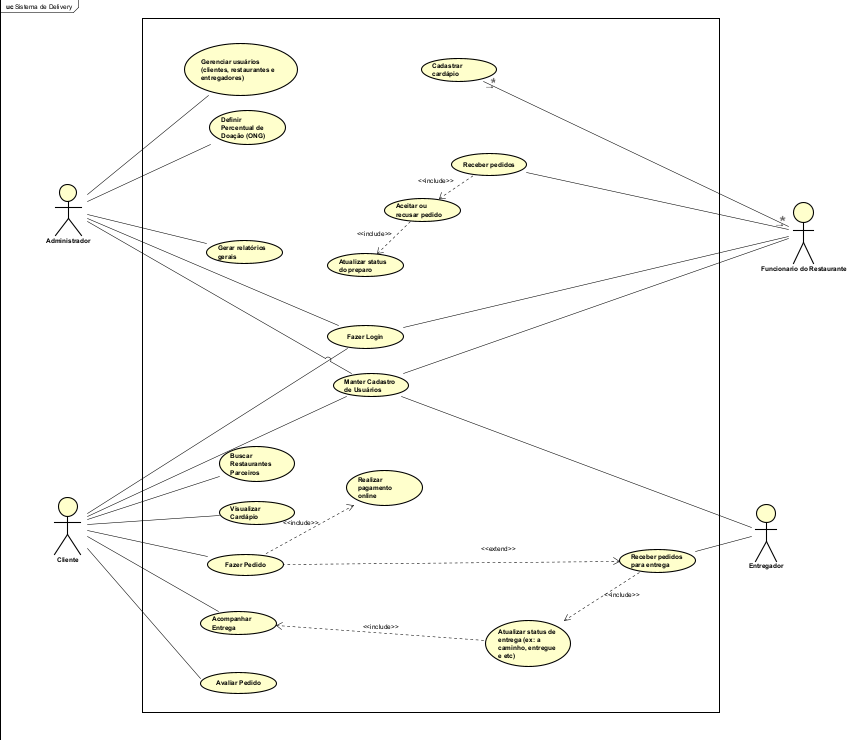 uc Sistema de Delivery
Gerenciar usuários
(clientes, restaurantes e
entregadores)
Cadastrar
cardápio
*
Definir
Percentual de
Doação (ONG)
Receber pedidos
<<include>>
Aceitar ou
recusar pedido
*
<<include>>
Administrador
Gerar relatórios
gerais
Atualizar status
do preparo
Funcionario do Restaurante
Fazer Login
Manter Cadastro
de Usuários
Buscar
Restaurantes
Parceiros
Realizar
pagamento
online
Visualizar
Cardápio
<<include>>
Cliente
Fazer Pedido
<<extend>>
Receber pedidos
para entrega
Entregador
<<include>>
Acompanhar
Entrega
<<include>>
Atualizar status de
entrega (ex: a
caminho, entregue
e etc)
Avaliar Pedido